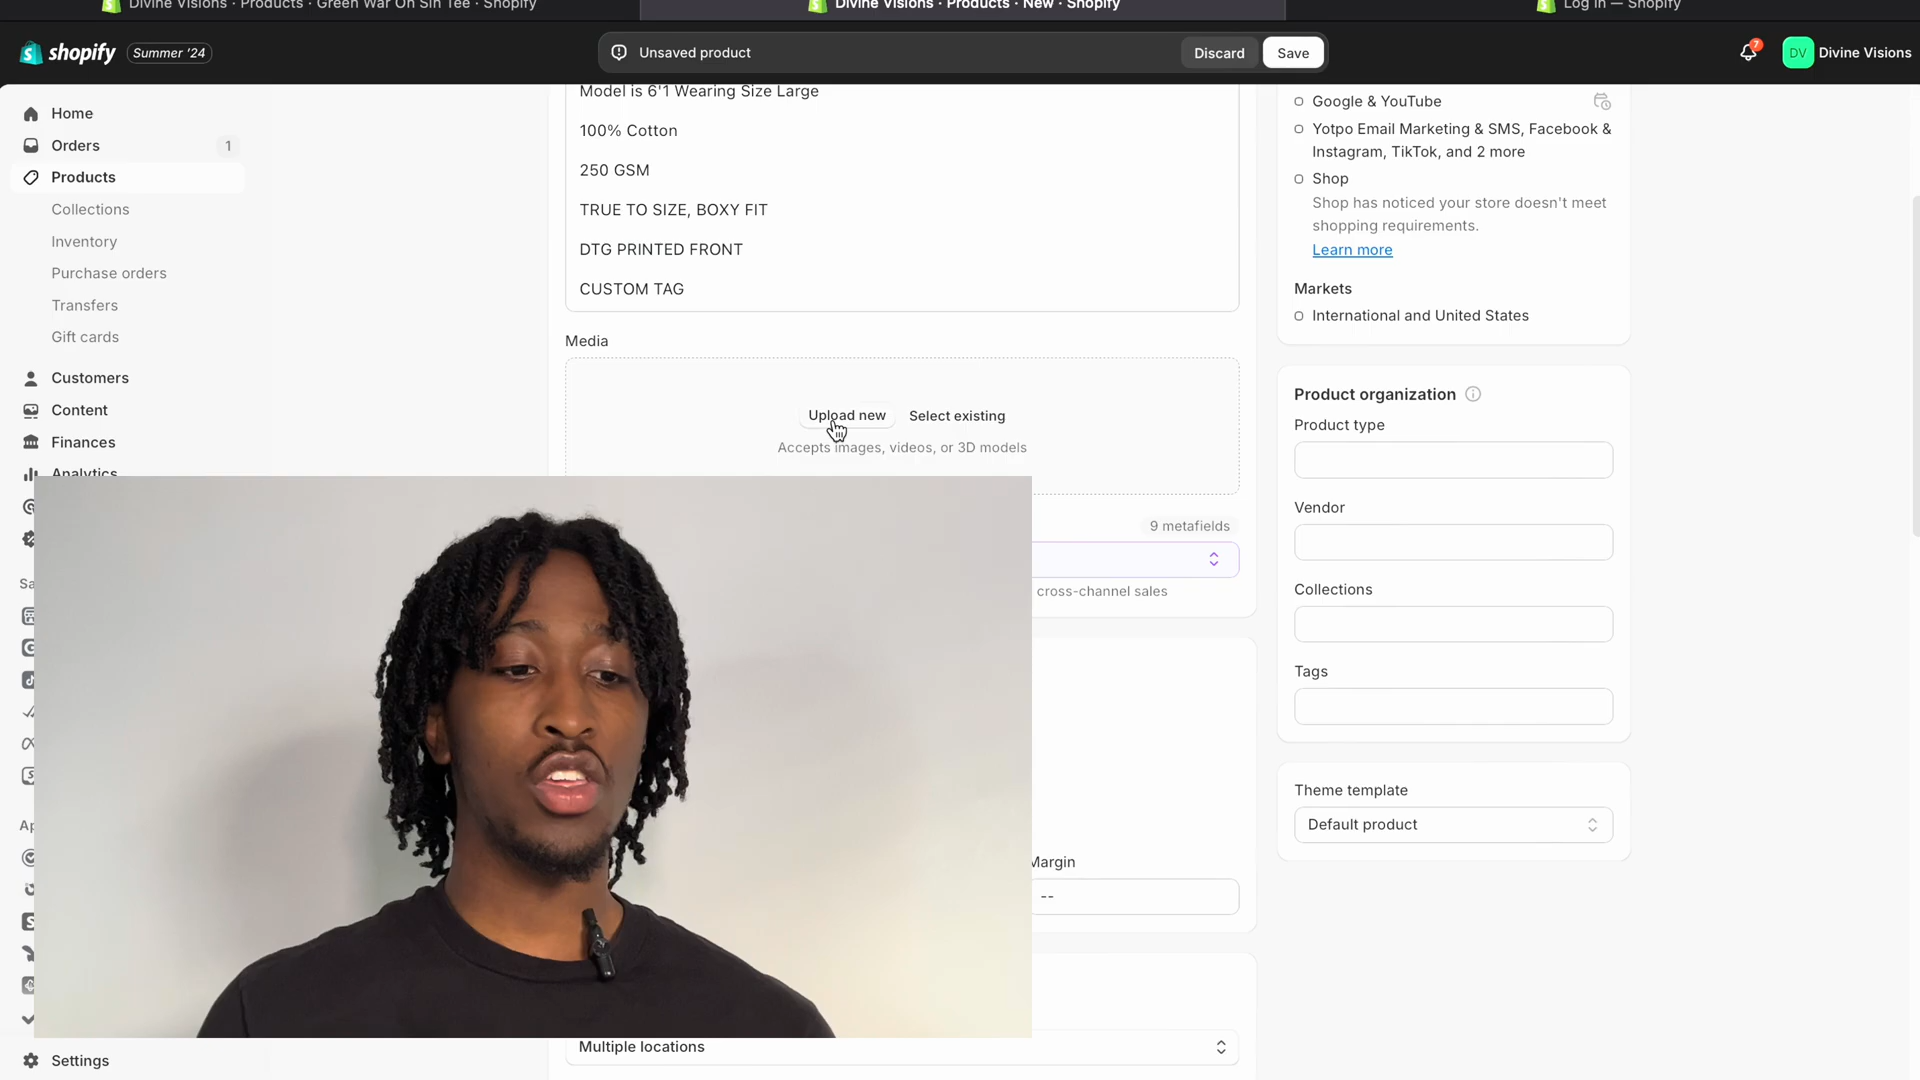 Divine Visions · Products · Green War On Sin Tee · Shopify
Divine Visions · Products · New · Shopify
Log in — Shopify
shopify
Summer '24
Unsaved product
Discard
Save
7
DV
Divine Visions
Home
Orders
1
Products
Collections
Inventory
Purchase orders
Transfers
Gift cards
Customers
Content
Finances
Analytics
Sa
Ap
Settings
Model is 6'1 Wearing Size Large
100% Cotton
250 GSM
TRUE TO SIZE, BOXY FIT
DTG PRINTED FRONT
CUSTOM TAG
Media
Upload new
Select existing
Accepts images, videos, or 3D models
9 metafields
cross-channel sales
Margin
--
Multiple locations
Google & YouTube
Yotpo Email Marketing & SMS, Facebook &
Instagram, TikTok, and 2 more
Shop
Shop has noticed your store doesn't meet
shopping requirements.
Learn more
Markets
International and United States
Product organization
Product type
Vendor
Collections
Tags
Theme template
Default product